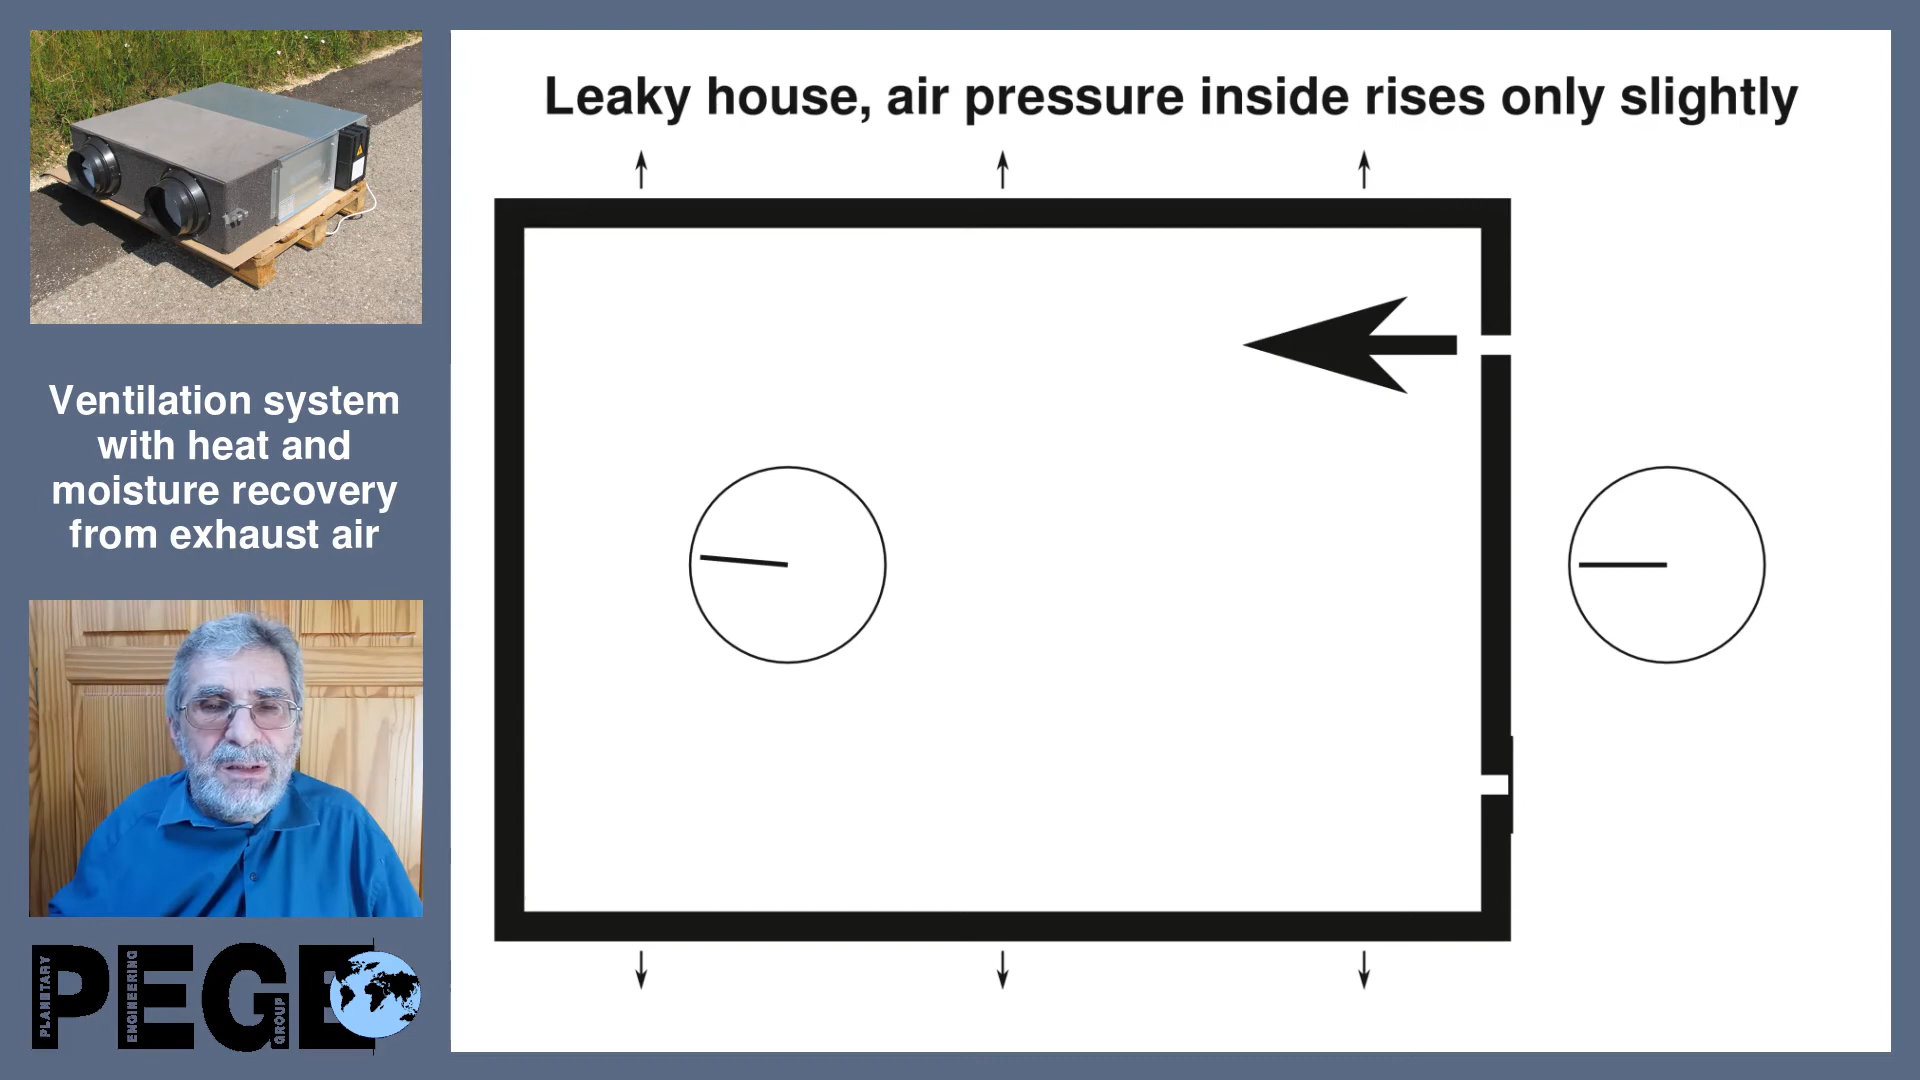 Leaky house, air pressure inside rises only slightly
Ventilation system
with heat and
moisture recovery
from exhaust air
PEGE
PLANETARY
ENGINEERING
GROUP